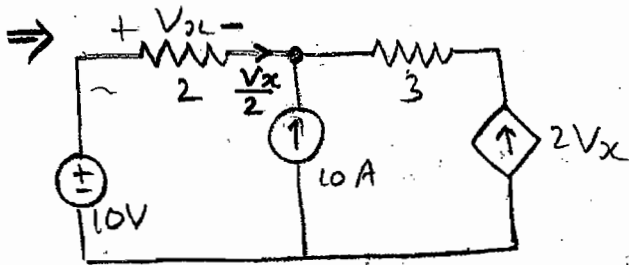 ⇒ + Vx −
2 Vx/2 3
10V + − 10A ↑ ↑ 2Vx